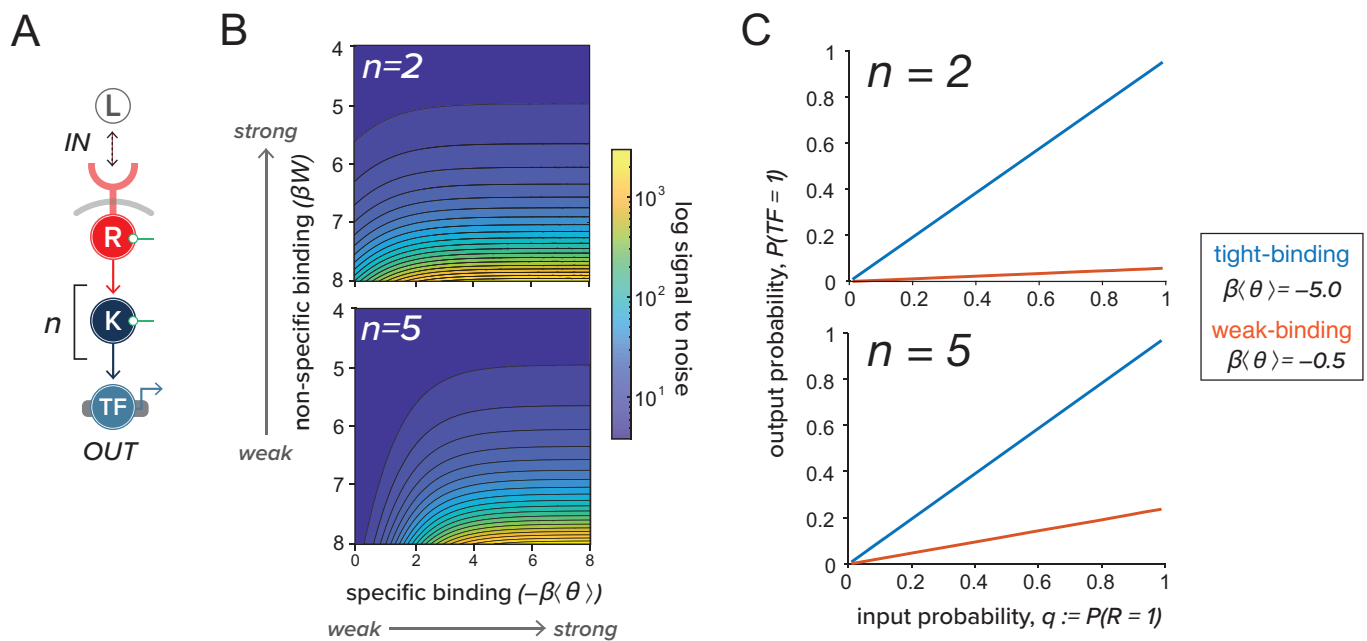 A
L
IN
R
n
K
TF
OUT
B
strong
weak
non-specific binding (βW)
n=2
4
5
6
7
8
n=5
4
5
6
7
8
0 2 4 6 8
specific binding (–β⟨θ⟩)
weak strong
log signal to noise
10³
10²
10¹
C
output probability, P(TF = 1)
n = 2
1
0.8
0.6
0.4
0.2
0
0 0.2 0.4 0.6 0.8 1
n = 5
1
0.8
0.6
0.4
0.2
0
0 0.2 0.4 0.6 0.8 1
input probability, q := P(R = 1)
tight-binding
β⟨θ⟩= –5.0
weak-binding
β⟨θ⟩= –0.5